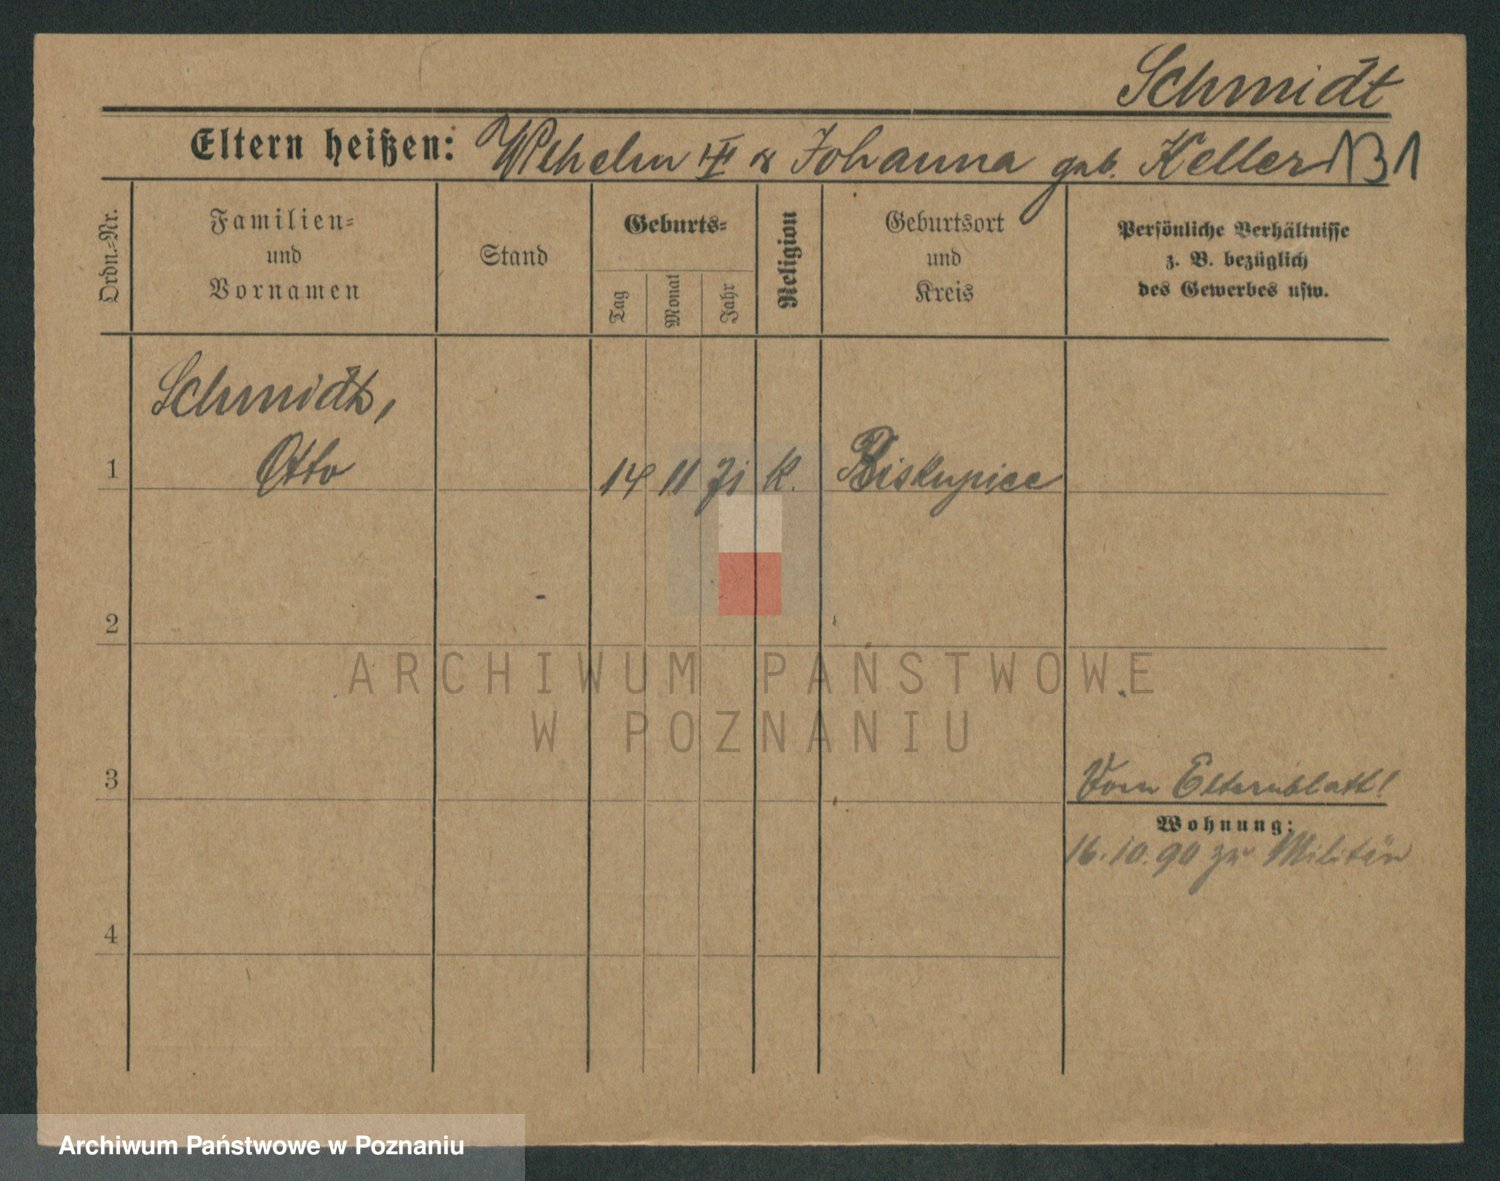 Schmidt
Eltern heißen: Wilhelm III & Johanna geb. Keller 131
Ordn.-Nr.
Familien-
und
Vornamen
Stand
Geburts-
Tag
Monat
Jahr
Religion
Geburtsort
und
Kreis
Persönliche Verhältnisse
z. B. bezüglich
des Gewerbes usw.
Schmidt,
1 Otto 14 11 71 K. Biskupice
2
ARCHIWUM PAŃSTWOWE
W POZNANIU
3 Vom Elternblatt!
Wohnung:
16.10.90 zu Militär
4
Archiwum Państwowe w Poznaniu